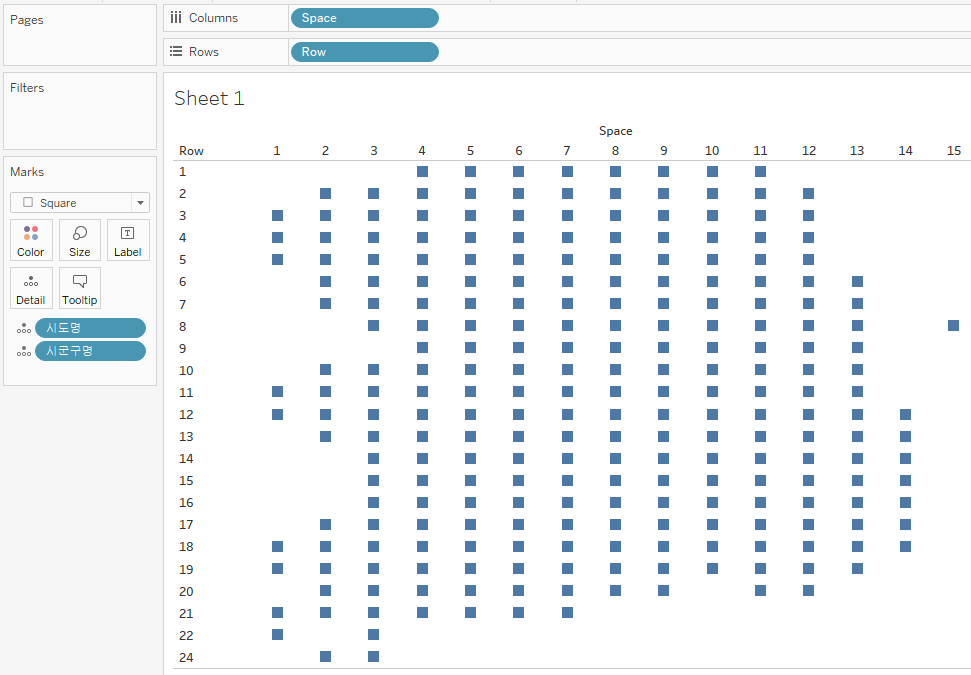 Pages
Columns
Space
Rows
Row
Filters
Sheet 1
Space
Row 1 2 3 4 5 6 7 8 9 10 11 12 13 14 15
Marks
Square
Color Size Label
Detail Tooltip
시도명
시군구명
1
2
3
4
5
6
7
8
9
10
11
12
13
14
15
16
17
18
19
20
21
22
24